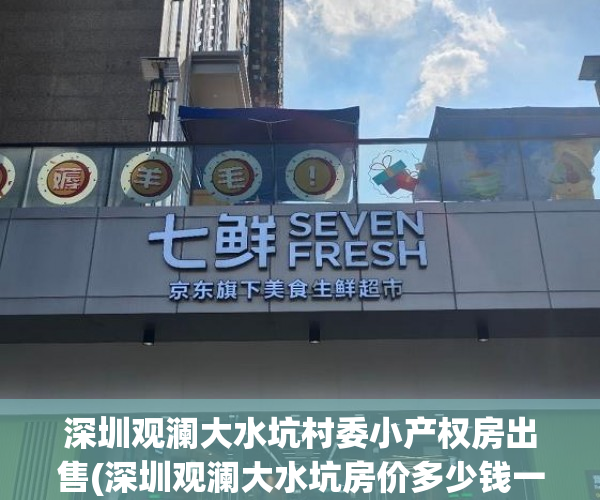 薅羊毛!
七鲜 SEVEN FRESH
京东旗下美食生鲜超市
深圳观澜大水坑村委小产权房出
售(深圳观澜大水坑房价多少钱一